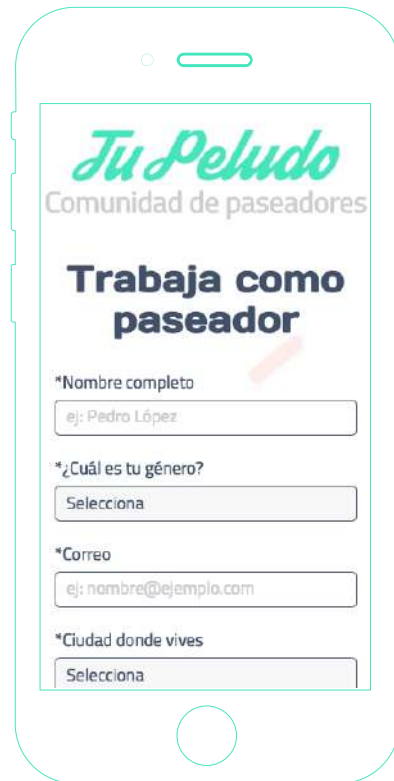 Tu Peludo
Comunidad de paseadores
Trabaja como
paseador
*Nombre completo
ej: Pedro López
*¿Cuál es tu género?
Selecciona
*Correo
ej: nombre@ejemplo.com
*Ciudad donde vives
Selecciona